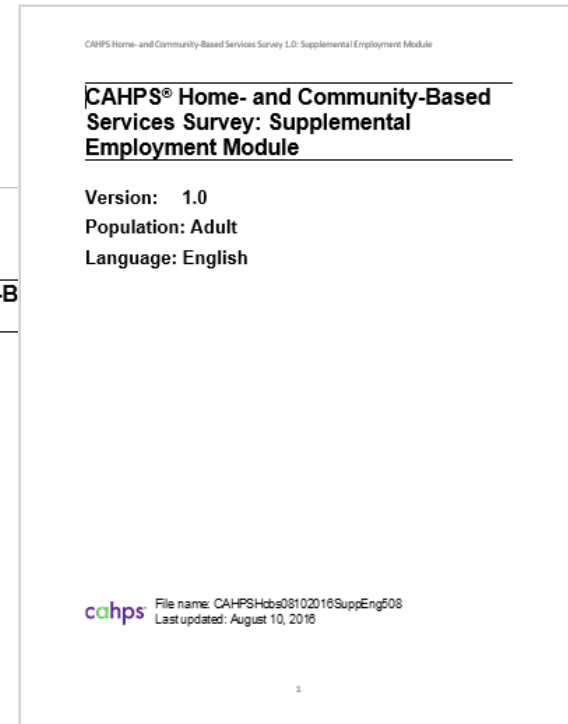 CAHPS Home- and Community-Based Services Survey 1.0: Supplemental Employment Module
CAHPS® Home- and Community-Based
Services Survey: Supplemental
Employment Module
Version: 1.0
Population: Adult
Language: English
-B
cahps
File name: CAHPSHcbs08102016SuppEng508
Last updated: August 10, 2016
1